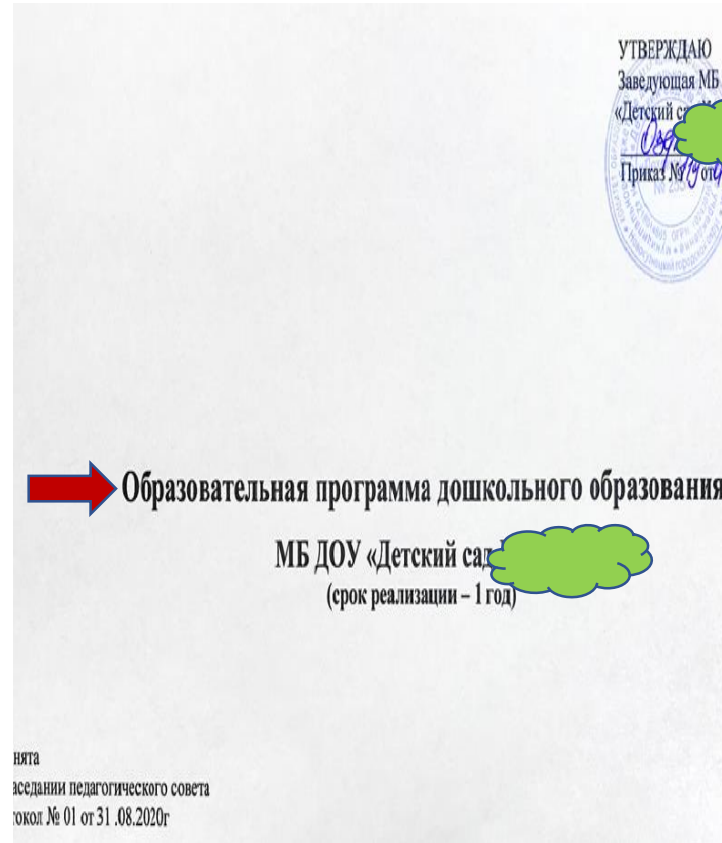 УТВЕРЖДАЮ
Заведующая МБ
«Детский
Приказ № от
Образовательная программа дошкольного образования
МБ ДОУ «Детский сад
(срок реализации – 1 год)
нята
аседании педагогического совета
токол № 01 от 31 .08.2020г